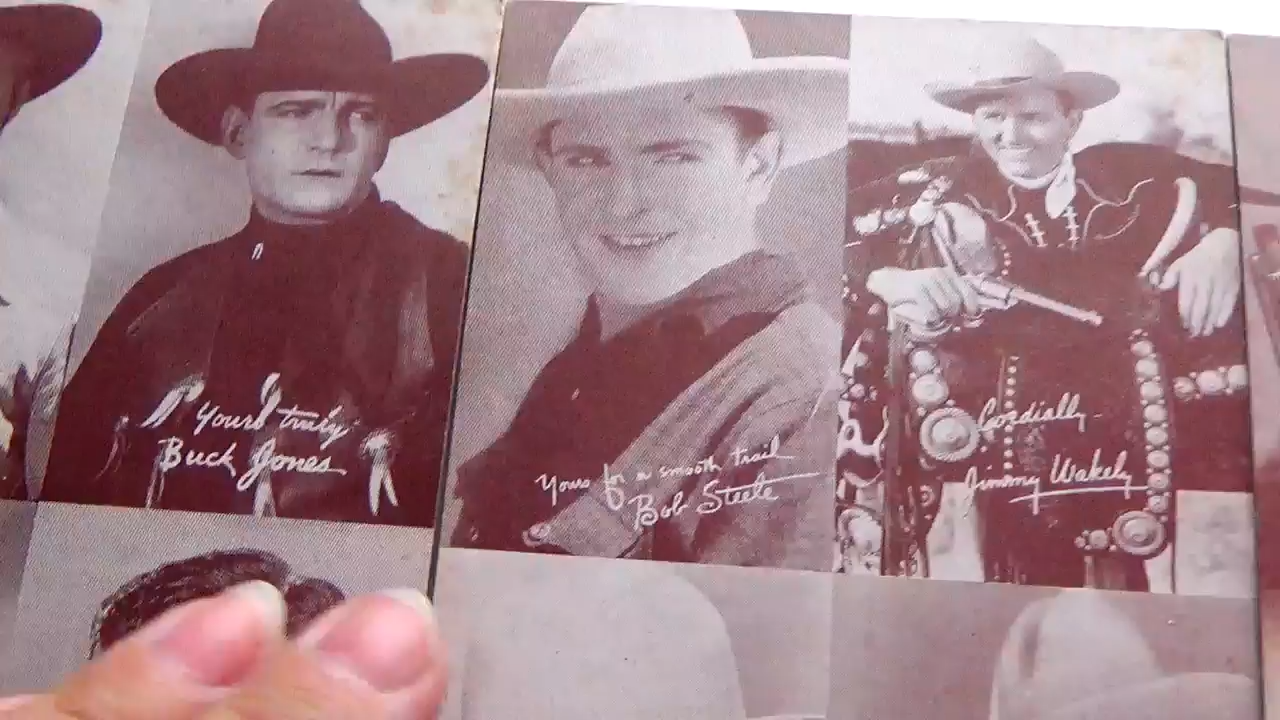 Yours truly
Buck Jones
Yours for a smooth trail
Bob Steele
Cordially
Jimmy Wakely